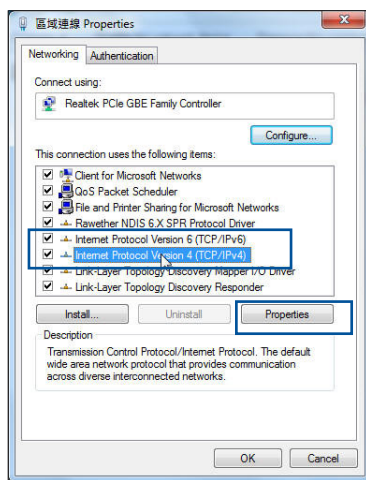 區域連線 Properties
Networking
Authentication
Connect using:
Realtek PCIe GBE Family Controller
Configure...
This connection uses the following items:
Client for Microsoft Networks
QoS Packet Scheduler
File and Printer Sharing for Microsoft Networks
Rawether NDIS 6.X SPR Protocol Driver
Internet Protocol Version 6 (TCP/IPv6)
Internet Protocol Version 4 (TCP/IPv4)
Link-Layer Topology Discovery Mapper I/O Driver
Link-Layer Topology Discovery Responder
Install...
Uninstall
Properties
Description
Transmission Control Protocol/Internet Protocol. The default
wide area network protocol that provides communication
across diverse interconnected networks.
OK
Cancel